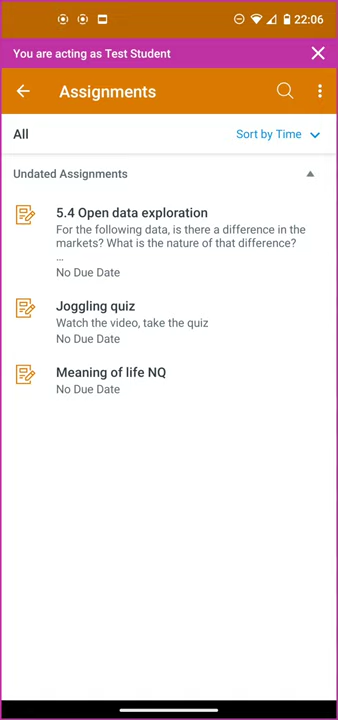 22:06
You are acting as Test Student
Assignments
All
Sort by Time
Undated Assignments
5.4 Open data exploration
For the following data, is there a difference in the
markets? What is the nature of that difference?
…
No Due Date
Joggling quiz
Watch the video, take the quiz
No Due Date
Meaning of life NQ
No Due Date